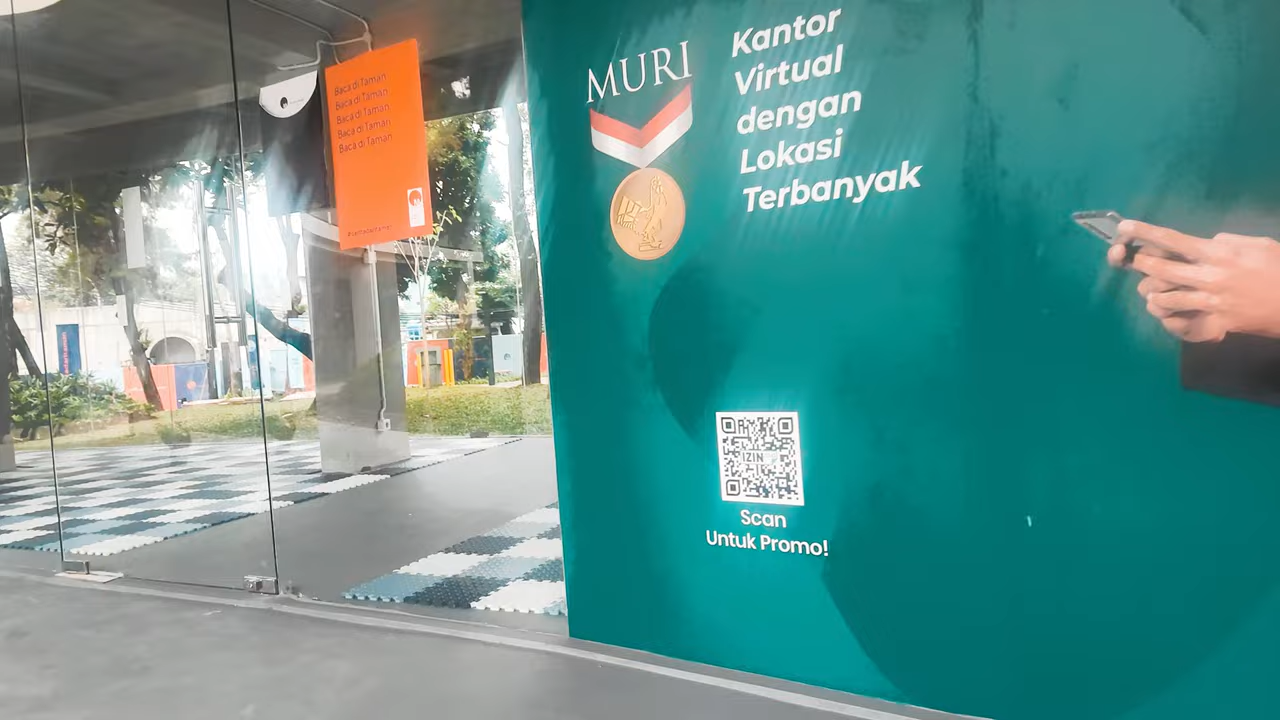 Baca di Taman
Baca di Taman
Baca di Taman
Baca di Taman
Baca di Taman
MURI
Kantor
Virtual
dengan
Lokasi
Terbanyak
IZIN
Scan
Untuk Promo!